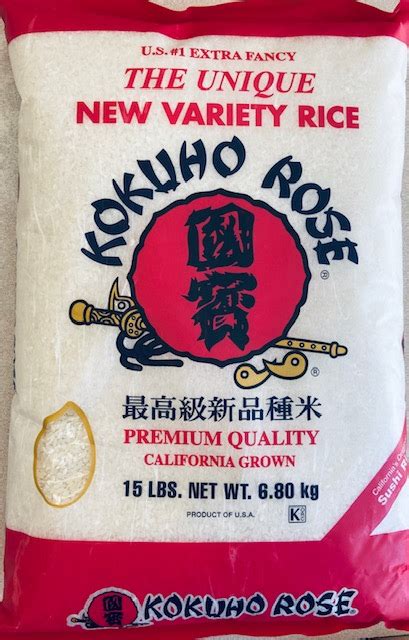 U.S. #1 EXTRA FANCY
THE UNIQUE
NEW VARIETY RICE
KOKUHO ROSE
®
國寶
®
最高級新品種米
PREMIUM QUALITY
CALIFORNIA GROWN
15 LBS. NET WT. 6.80 kg
PRODUCT OF U.S.A.
K
California's
Sushi
國寶
KOKUHO ROSE®